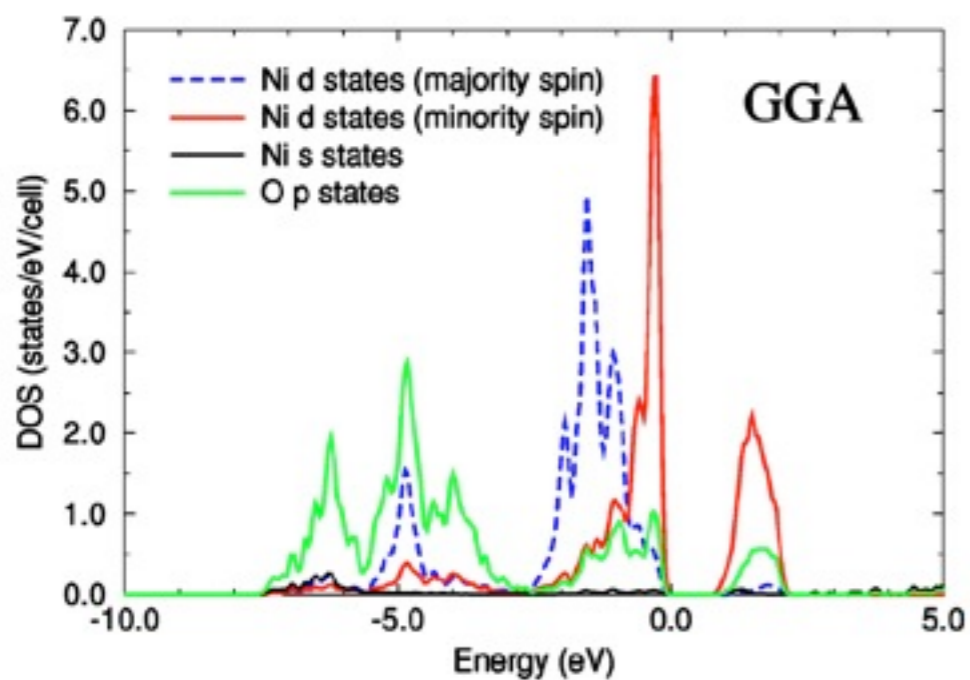 7.0
6.0
5.0
4.0
3.0
2.0
1.0
0.0
DOS (states/eV/cell)
Ni d states (majority spin)
Ni d states (minority spin)
Ni s states
O p states
GGA
-10.0
-5.0
0.0
5.0
Energy (eV)